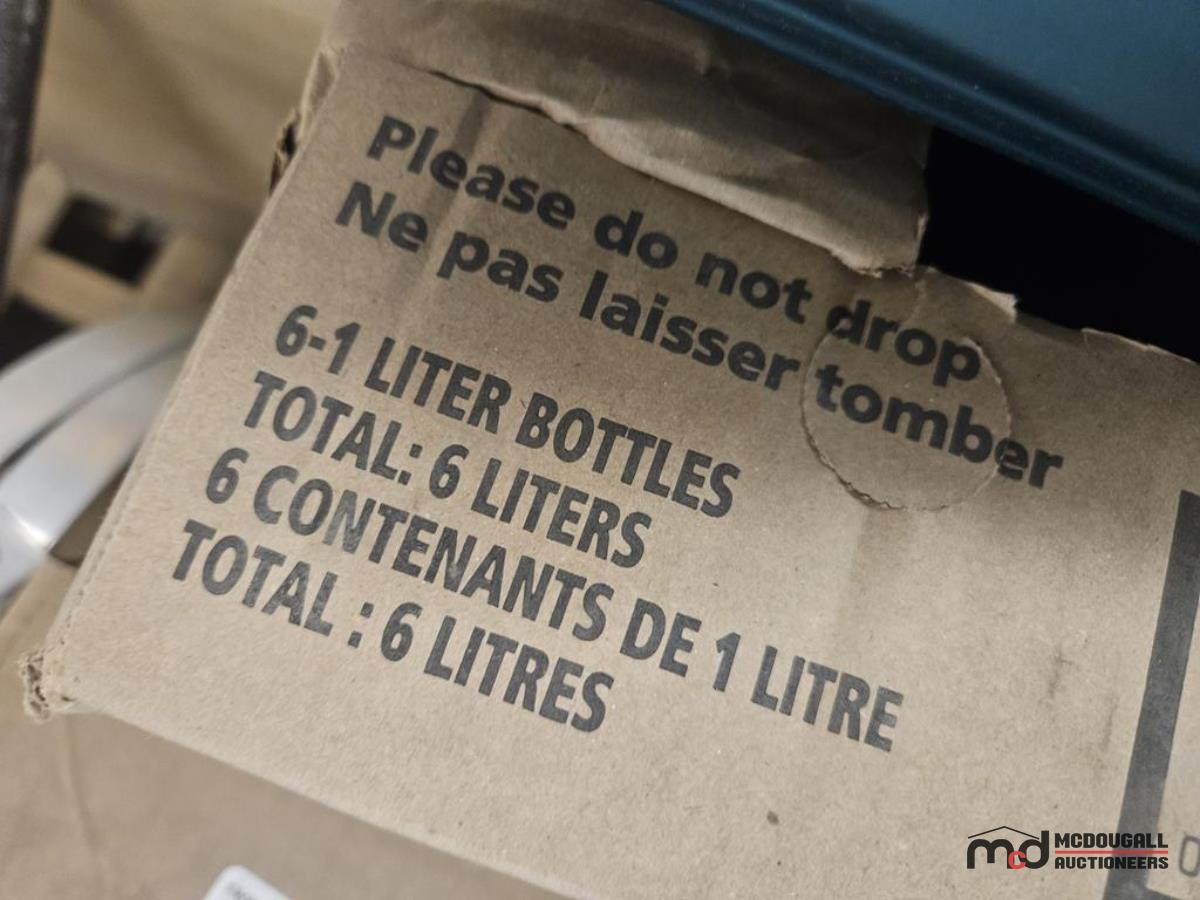 Please do not drop
Ne pas laisser tomber
6-1 LITER BOTTLES
TOTAL: 6 LITERS
6 CONTENANTS DE 1 LITRE
TOTAL : 6 LITRES
mcd MCDOUGALL
AUCTIONEERS